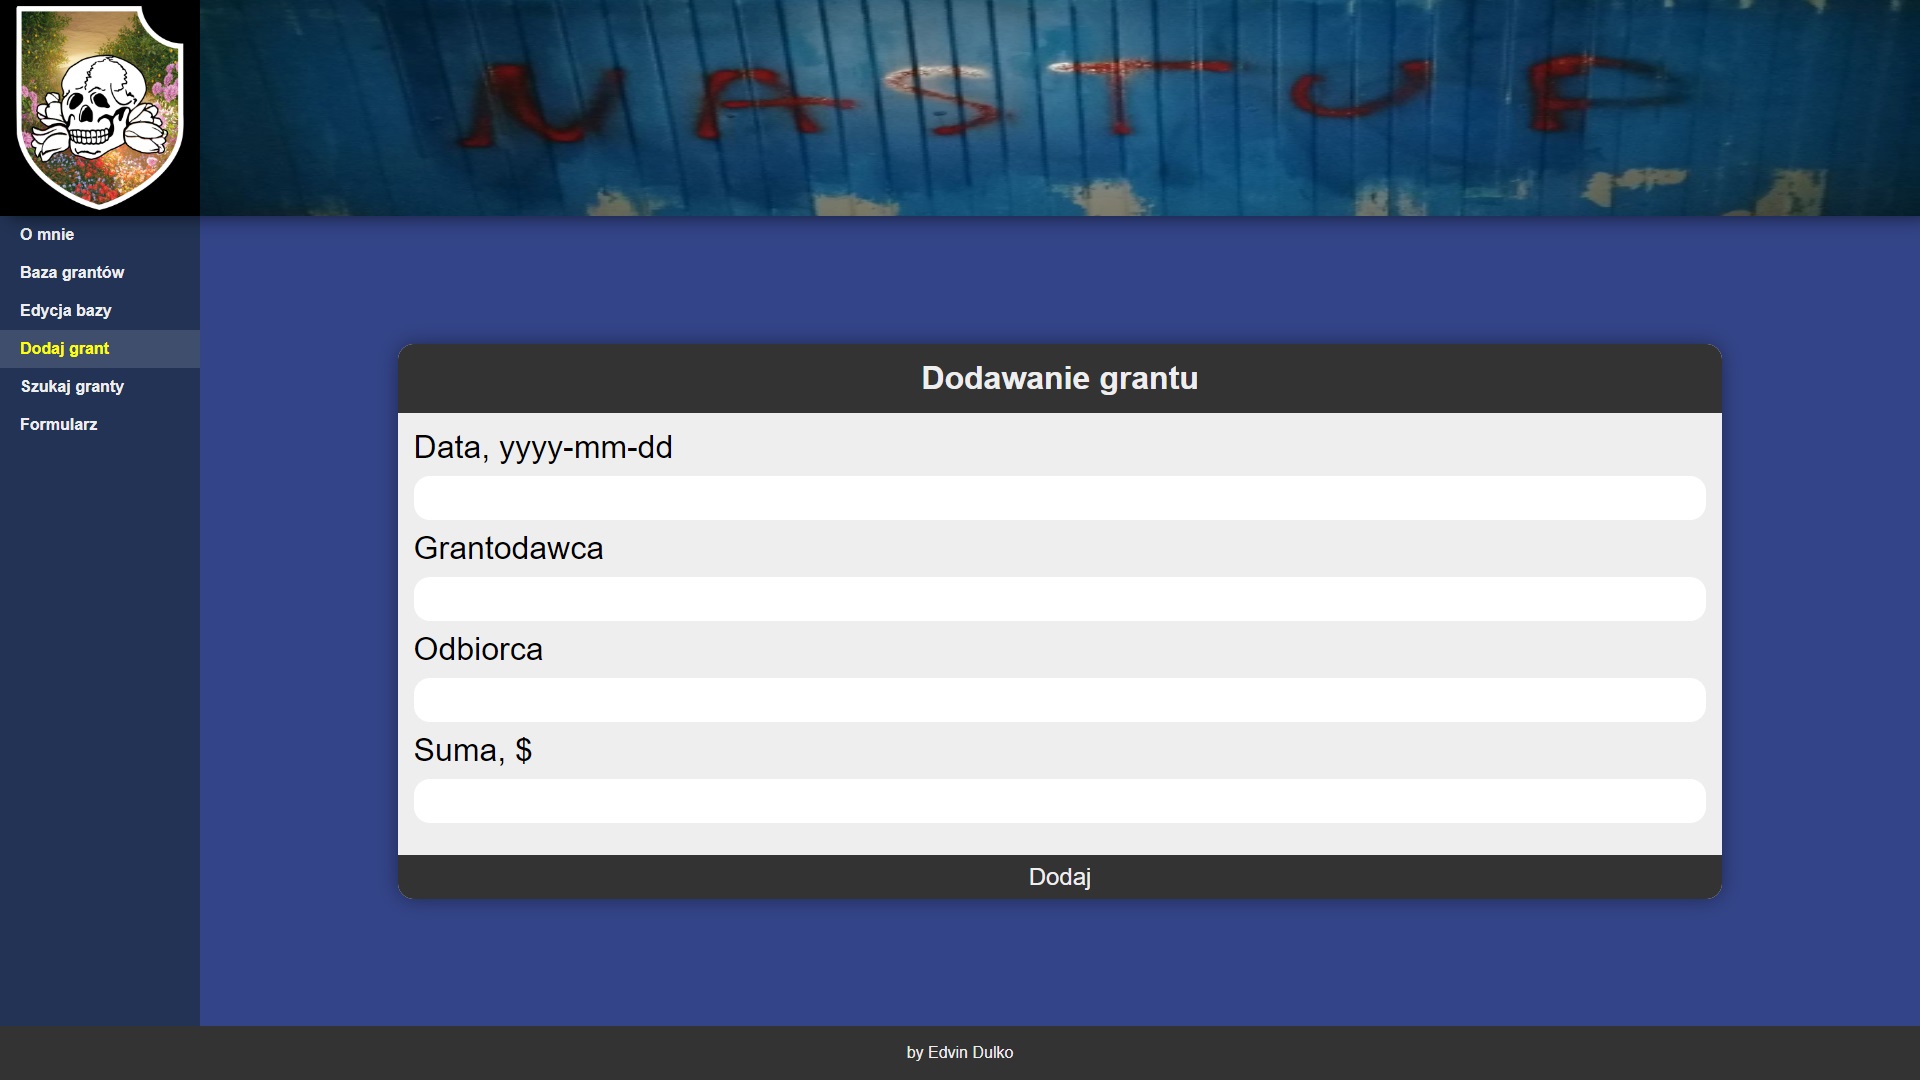 NASTUP
O mnie
Baza grantów
Edycja bazy
Dodaj grant
Szukaj granty
Formularz
Dodawanie grantu
Data, yyyy-mm-dd
Grantodawca
Odbiorca
Suma, $
Dodaj
by Edvin Dulko